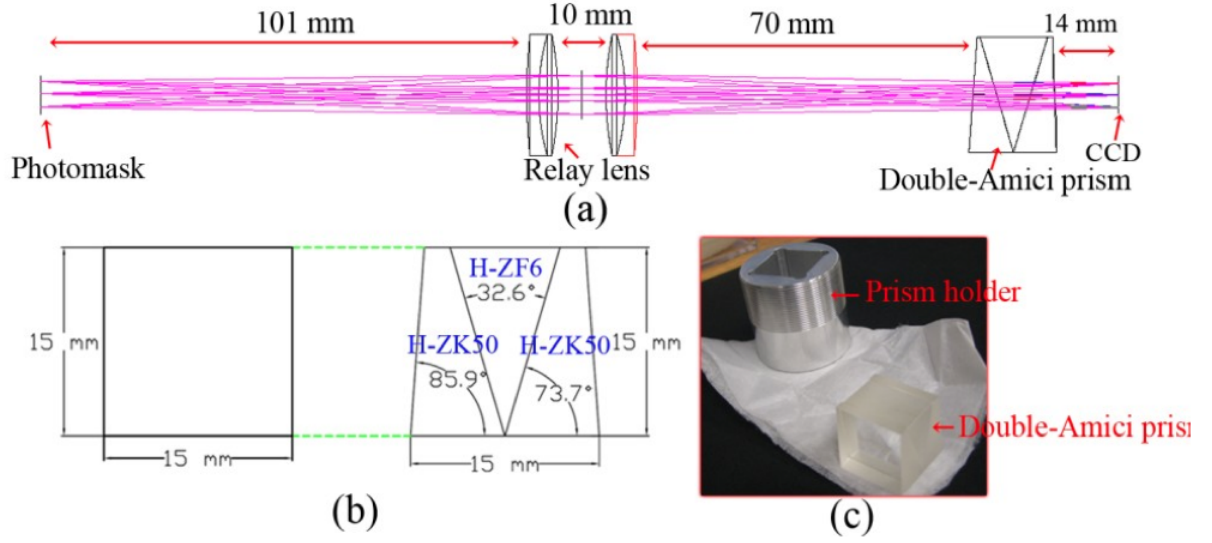 101 mm
10 mm
70 mm
14 mm
Photomask
Relay lens
Double-Amici prism
CCD
(a)
H-ZF6
32.6°
15 mm
H-ZK50
H-ZK50
15 mm
85.9°
73.7°
15 mm
15 mm
(b)
Prism holder
Double-Amici pris
(c)